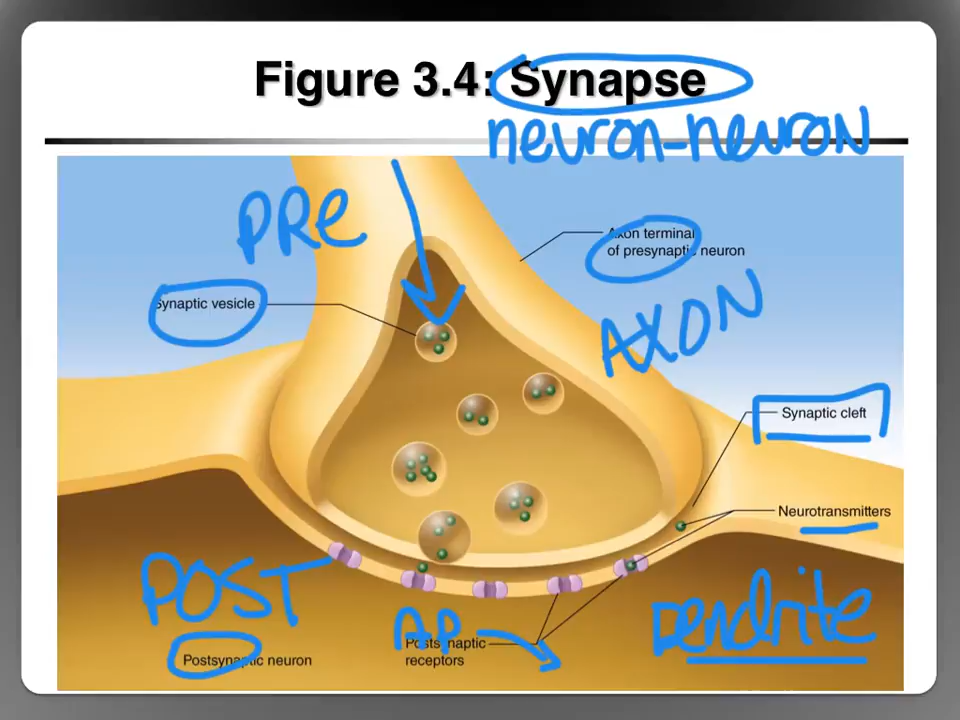 Figure 3.4: Synapse
neuron-neuron
PRE
Axon terminal
of presynaptic neuron
Synaptic vesicle
AXON
Synaptic cleft
Neurotransmitters
POST
AP
Dendrite
Postsynaptic
receptors
Postsynaptic neuron